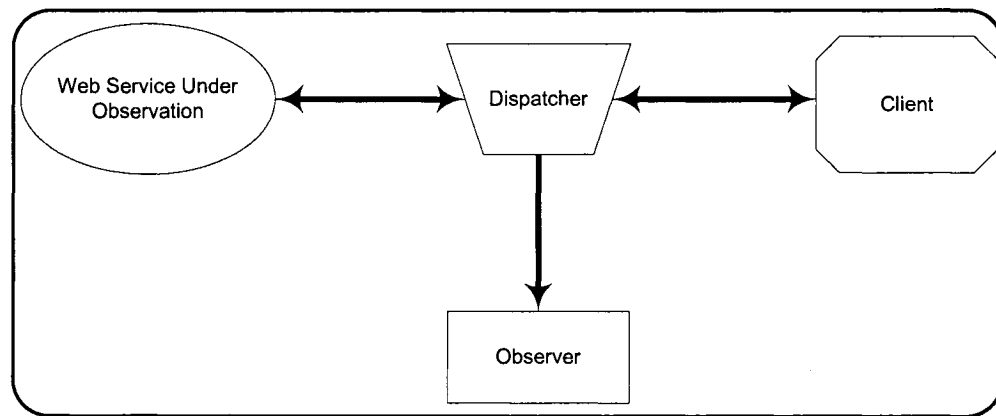 Web Service Under
Observation
Dispatcher
Client
Observer